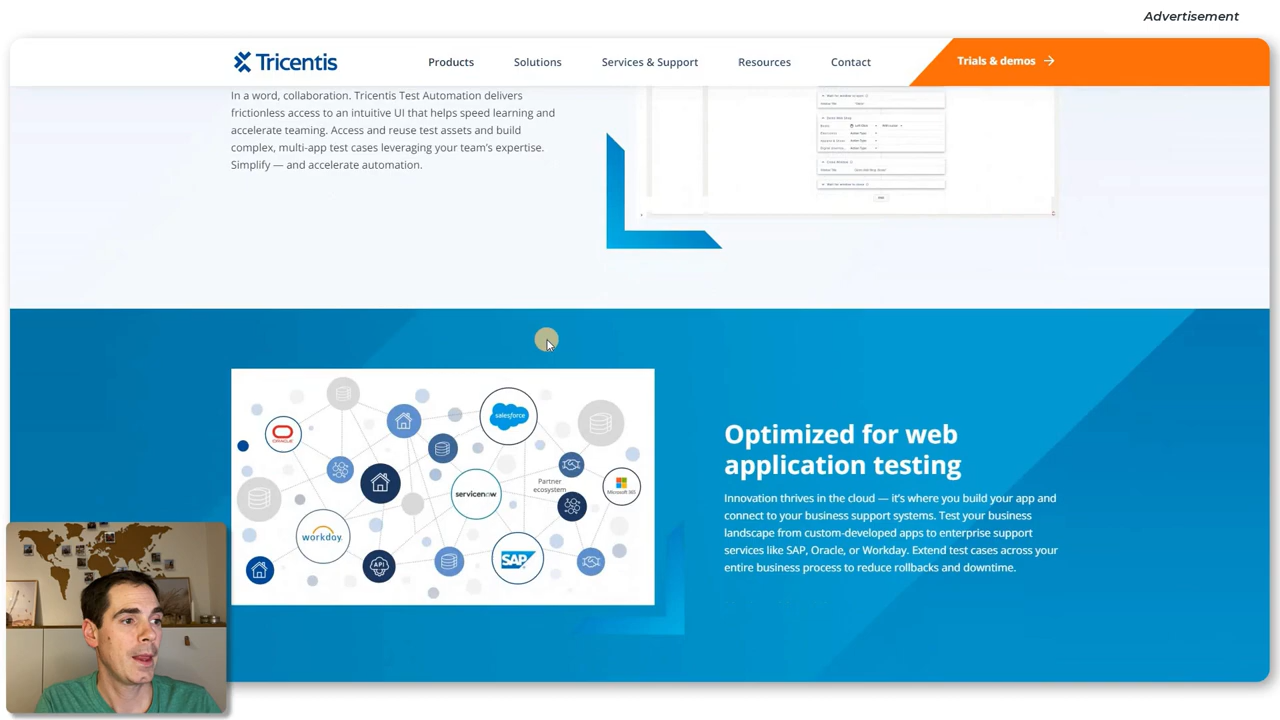 Advertisement
Tricentis
Products
Solutions
Services & Support
Resources
Contact
Trials & demos
In a word, collaboration. Tricentis Test Automation delivers
frictionless access to an intuitive UI that helps speed learning and
accelerate teaming. Access and reuse test assets and build
complex, multi-app test cases leveraging your team's expertise.
Simplify — and accelerate automation.
ORACLE
salesforce
servicenow
Partner
ecosystem
Microsoft 365
workday.
API
SAP
Optimized for web
application testing
Innovation thrives in the cloud — it's where you build your app and
connect to your business support systems. Test your business
landscape from custom-developed apps to enterprise support
services like SAP, Oracle, or Workday. Extend test cases across your
entire business process to reduce rollbacks and downtime.